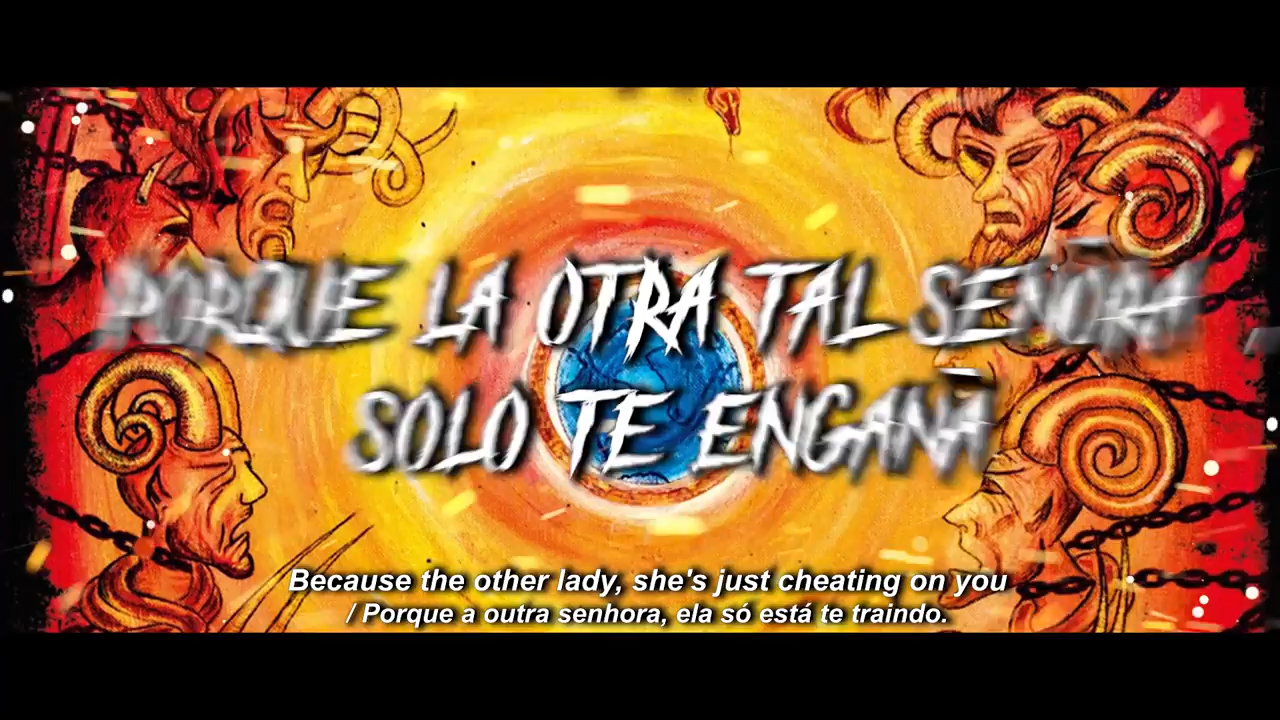 PORQUE LA OTRA TAL SEÑORA
SOLO TE ENGAÑA
Because the other lady, she's just cheating on you
/ Porque a outra senhora, ela só está te traindo.